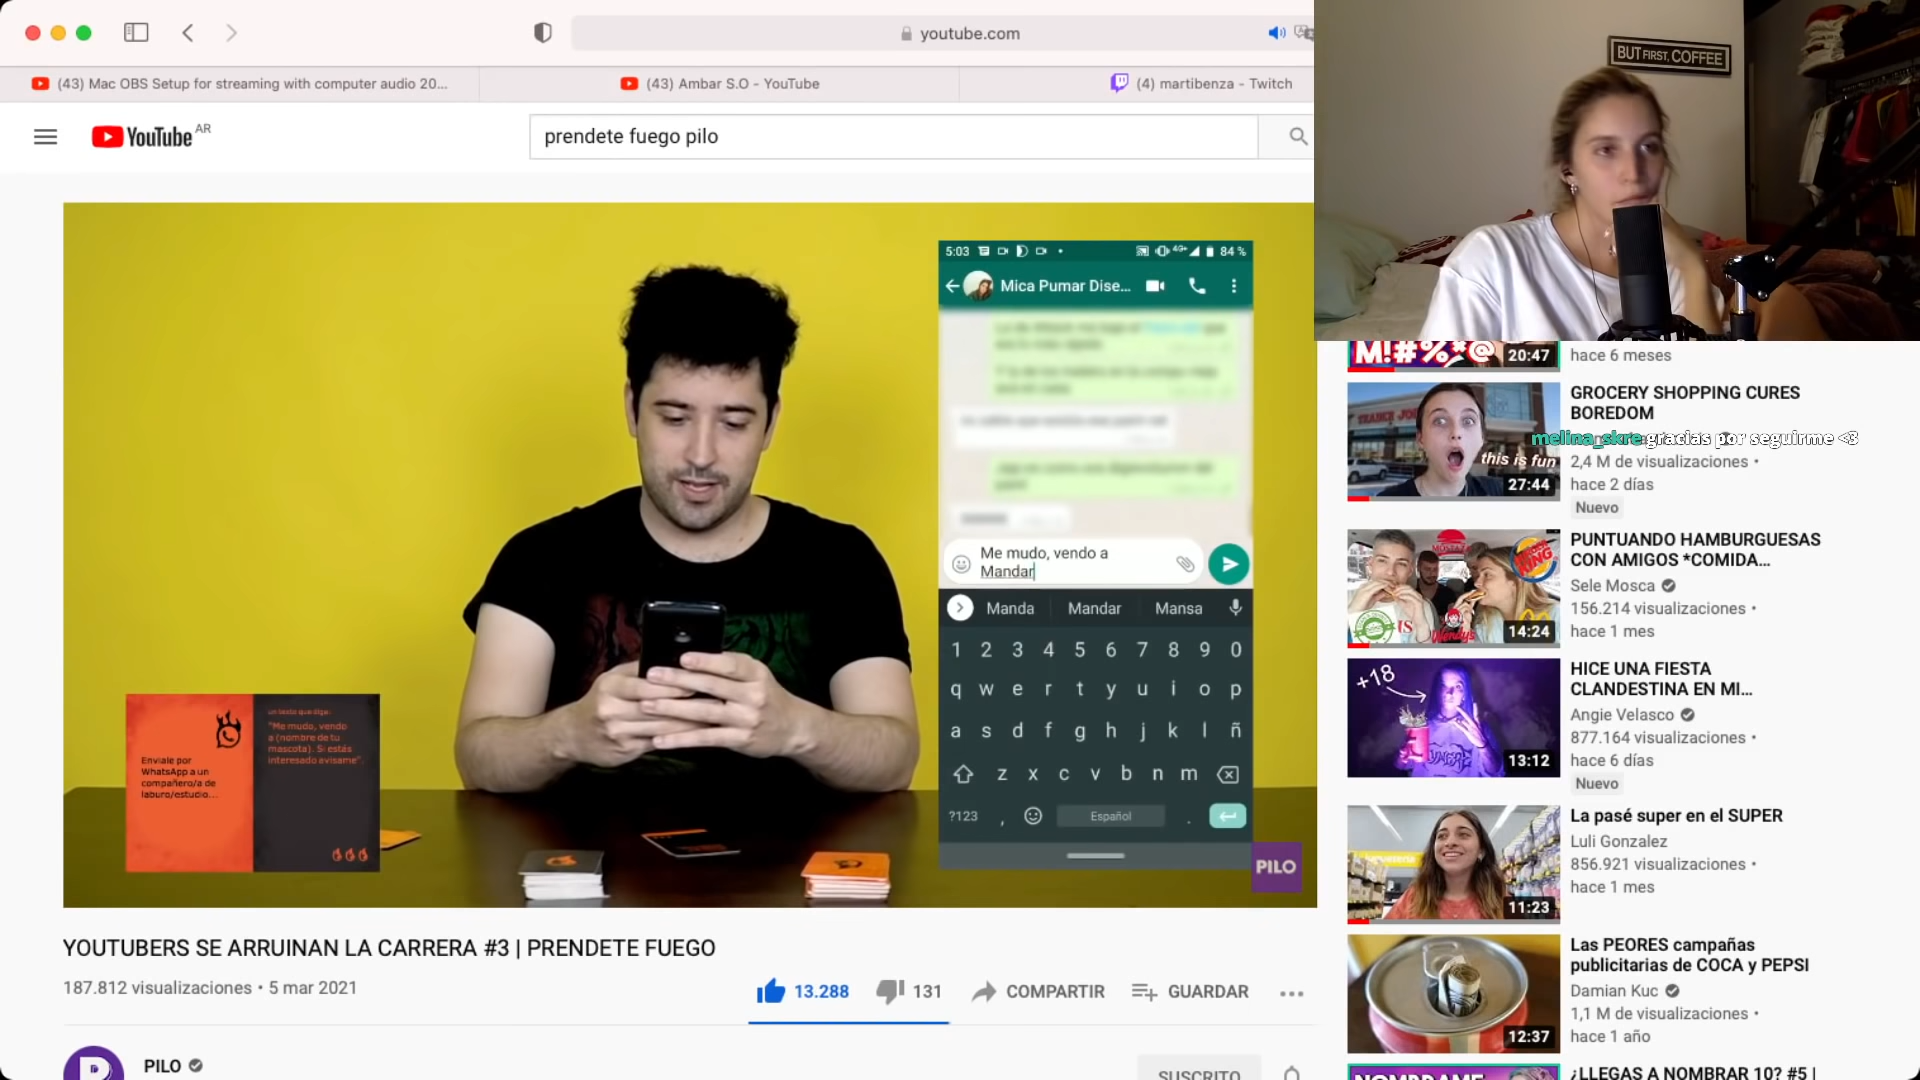 youtube.com
(43) Mac OBS Setup for streaming with computer audio 20...
(43) Ambar S.O - YouTube
(4) martibenza - Twitch
YouTube AR
prendete fuego pilo
BUT FIRST, COFFEE
5:03
4G+
84 %
Mica Pumar Dise...
Me mudo, vendo a
Mandar
Manda Mandar Mansa
1 2 3 4 5 6 7 8 9 0
q w e r t y u i o p
a s d f g h j k l ñ
z x c v b n m
?123 , Español .
Enviale por
WhatsApp a un
compañero/a de
laburo/estudio...
un texto que diga:
"Me mudo, vendo
a (nombre de tu
mascota). Si estás
interesado avisame".
PILO
YOUTUBERS SE ARRUINAN LA CARRERA #3 | PRENDETE FUEGO
187.812 visualizaciones • 5 mar 2021
13.288
131
COMPARTIR
GUARDAR
PILO
SUSCRITO
M!#%*@
20:47
hace 6 meses
GROCERY SHOPPING CURES
BOREDOM
melina_skre gracias por seguirme <3
2,4 M de visualizaciones •
hace 2 días
Nuevo
this is fun
27:44
PUNTUANDO HAMBURGUESAS
CON AMIGOS *COMIDA...
Sele Mosca
156.214 visualizaciones •
hace 1 mes
14:24
HICE UNA FIESTA
CLANDESTINA EN MI...
Angie Velasco
877.164 visualizaciones •
hace 6 días
Nuevo
+18
13:12
La pasé super en el SUPER
Luli Gonzalez
856.921 visualizaciones •
hace 1 mes
11:23
Las PEORES campañas
publicitarias de COCA y PEPSI
Damian Kuc
1,1 M de visualizaciones •
hace 1 año
12:37
¿LLEGAS A NOMBRAR 10? #5 |